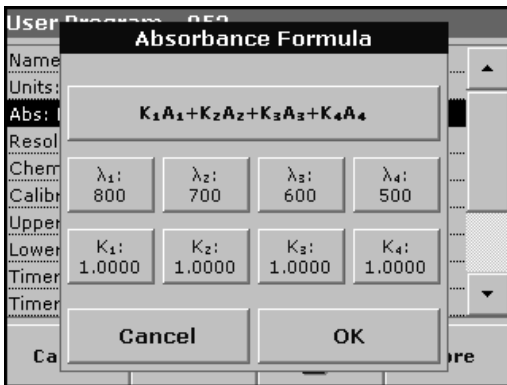 User Program 952
Absorbance Formula
Name
Units:
Abs:
Resol
Chem
Calibr
Upper
Lower
Timer
Timer
K₁A₁+K₂A₂+K₃A₃+K₄A₄
λ₁: λ₂: λ₃: λ₄:
800 700 600 500
K₁: K₂: K₃: K₄:
1.0000 1.0000 1.0000 1.0000
Cancel OK
Ca ore